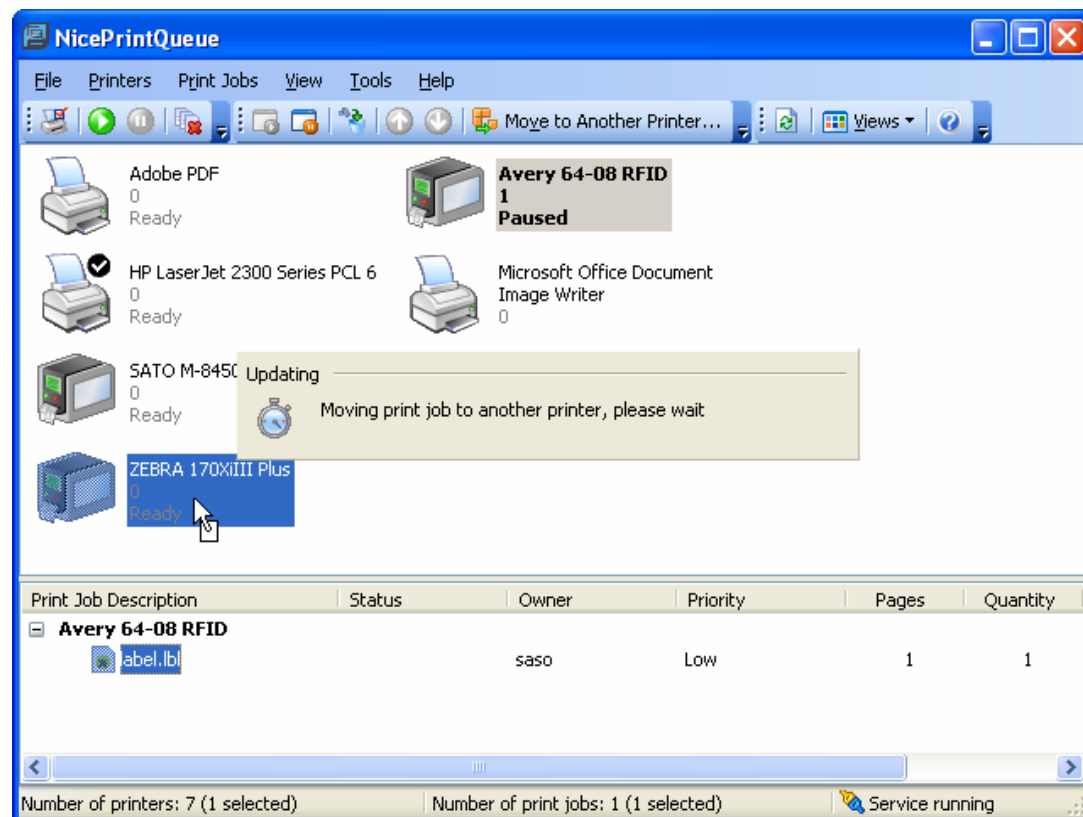 NicePrintQueue
File Printers Print Jobs View Tools Help
Move to Another Printer... Views
Adobe PDF
0
Ready
Avery 64-08 RFID
1
Paused
HP LaserJet 2300 Series PCL 6
0
Ready
Microsoft Office Document
Image Writer
0
SATO M-8450
0
Ready
Updating
Moving print job to another printer, please wait
ZEBRA 170XiIII Plus
0
Ready
Print Job Description Status Owner Priority Pages Quantity
Avery 64-08 RFID
label.lbl saso Low 1 1
Number of printers: 7 (1 selected) Number of print jobs: 1 (1 selected) Service running